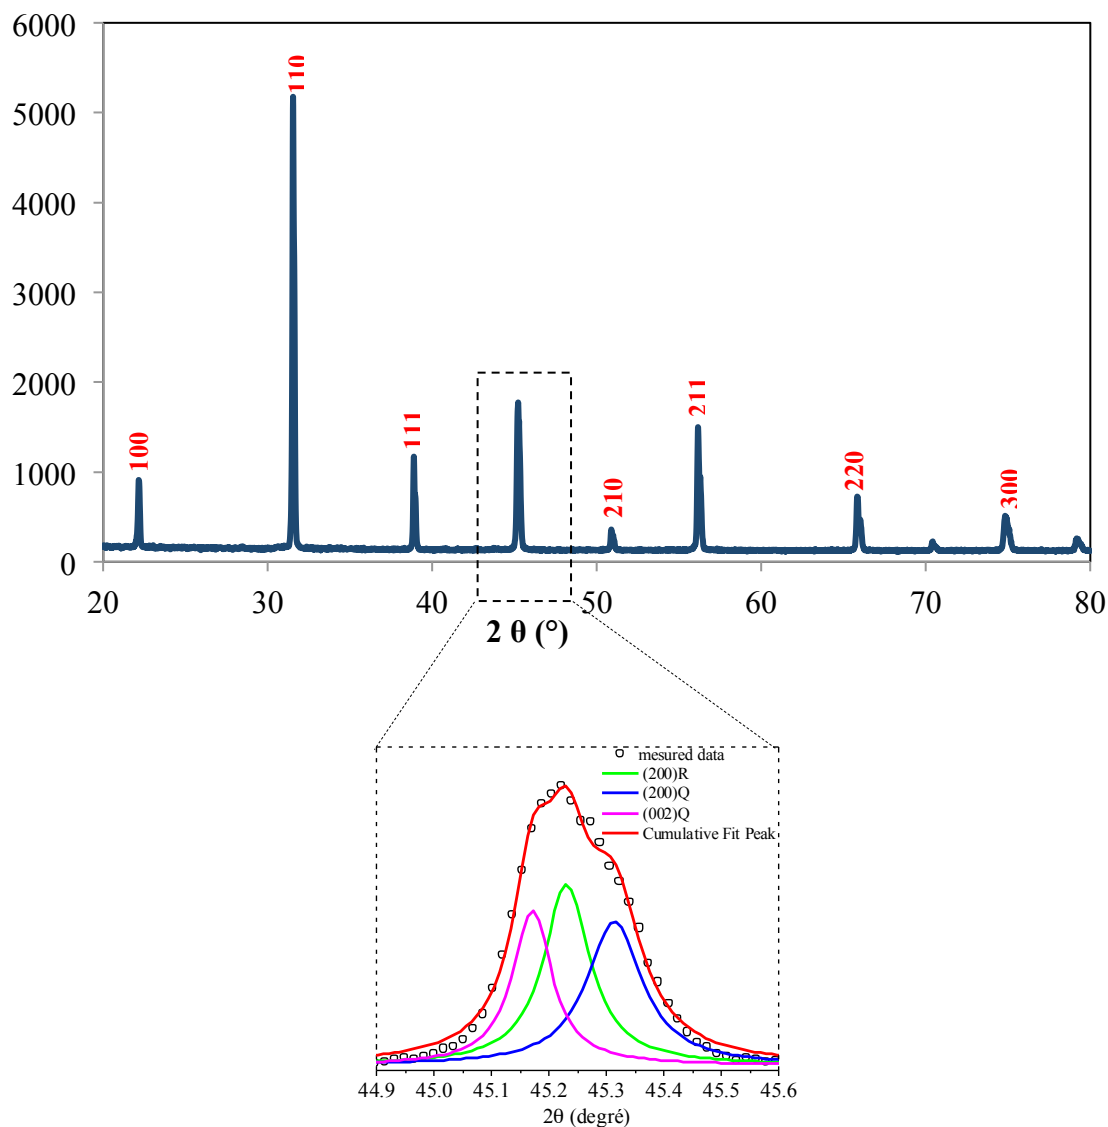 6000
5000
4000
3000
2000
1000
0
100
110
111
210
211
220
300
20 30 40 50 60 70 80
2 θ (°)
mesured data
(200)R
(200)Q
(002)Q
Cumulative Fit Peak
44.9 45.0 45.1 45.2 45.3 45.4 45.5 45.6
2θ (degré)